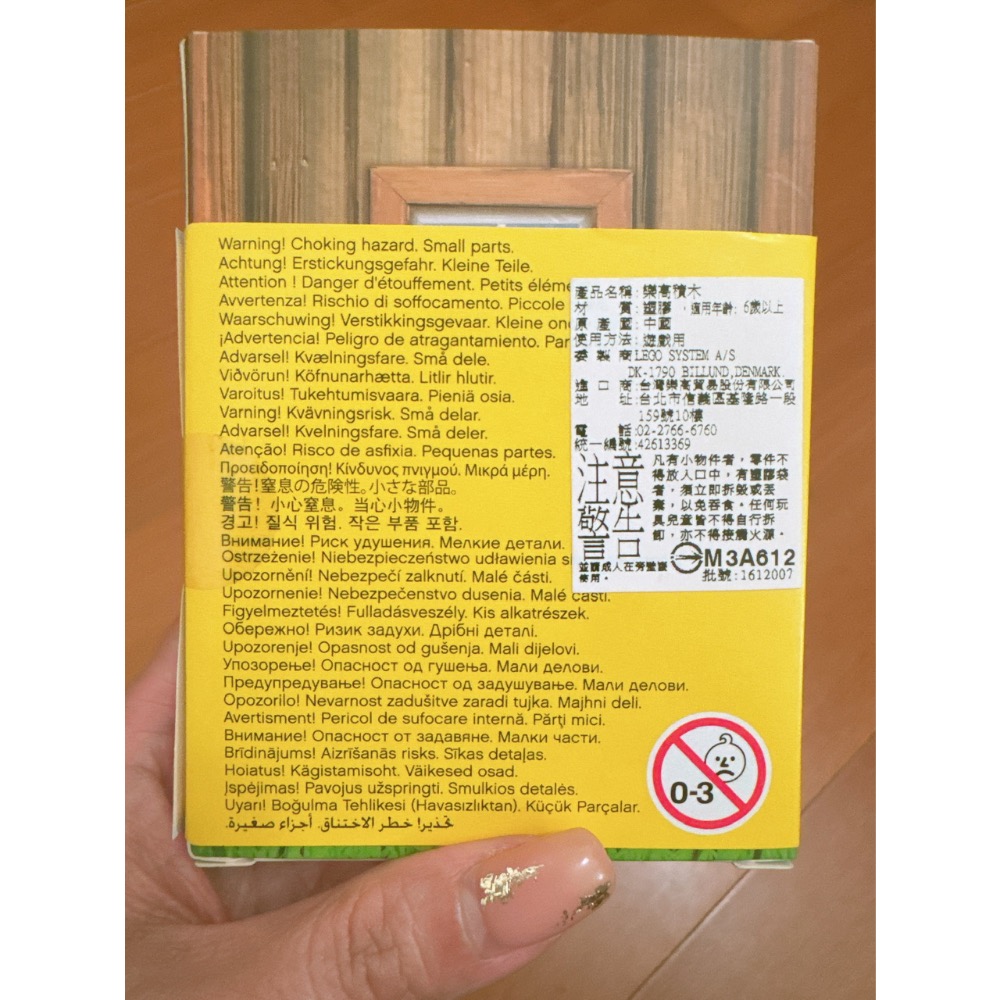 Warning! Choking hazard. Small parts.
Achtung! Erstickungsgefahr. Kleine Teile.
Attention ! Danger d'étouffement. Petits éléme
Avvertenza! Rischio di soffocamento. Piccole
Waarschuwing! Verstikkingsgevaar. Kleine on
¡Advertencia! Peligro de atragantamiento. Par
Advarsel! Kvælningsfare. Små dele.
Viðvörun! Köfnunarhætta. Litlir hlutir.
Varoitus! Tukehtumisvaara. Pieniä osia.
Varning! Kvävningsrisk. Små delar.
Advarsel! Kvelningsfare. Små deler.
Atenção! Risco de asfixia. Pequenas partes.
Προειδοποίηση! Κίνδυνος πνιγμού. Μικρά μέρη.
警告!窒息の危険性。小さな部品。
警告！小心窒息。当心小物件。
경고! 질식 위험. 작은 부품 포함.
Внимание! Риск удушения. Мелкие детали.
Ostrzeżenie! Niebezpieczeństwo udławienia s
Upozornění! Nebezpečí zalknutí. Malé části.
Upozornenie! Nebezpečenstvo dusenia. Malé časti.
Figyelmeztetés! Fulladásveszély. Kis alkatrészek.
Обережно! Ризик задухи. Дрібні деталі.
Upozorenje! Opasnost od gušenja. Mali dijelovi.
Упозорење! Опасност од гушења. Мали делови.
Предупредување! Опасност од задушување. Мали делови.
Opozorilo! Nevarnost zadušitve zaradi tujka. Majhni deli.
Avertisment! Pericol de sufocare internă. Părţi mici.
Внимание! Опасност от задавяне. Малки части.
Brīdinājums! Aizrīšanās risks. Sīkas detaļas.
Hoiatus! Kägistamisoht. Väikesed osad.
Įspėjimas! Pavojus užspringti. Smulkios detalės.
Uyarı! Boğulma Tehlikesi (Havasızlıktan). Küçük Parçalar.
تحذير! خطر الاختناق. أجزاء صغيرة.
產品名稱：樂高積木
材　　質：塑膠，適用年齡：6歲以上
原 產 國：中國
使用方法：遊戲用
委 製 商 LEGO SYSTEM A/S
DK-1790 BILLUND,DENMARK.
進 口 商：台灣樂高貿易股份有限公司
地　　址：台北市信義區基隆路一段
159號10樓
電　　話：02-2766-6760
統一編號：42613369
注意
警告
凡有小物件者，零件不
得放入口中，有塑膠袋
者，須立即拆毀或丟
棄，以免吞食。任何玩
具兒童皆不得自行拆
卸，亦不得接觸火源。
並請成人在旁監督
使用。
M3A612
批號:1612007
0-3